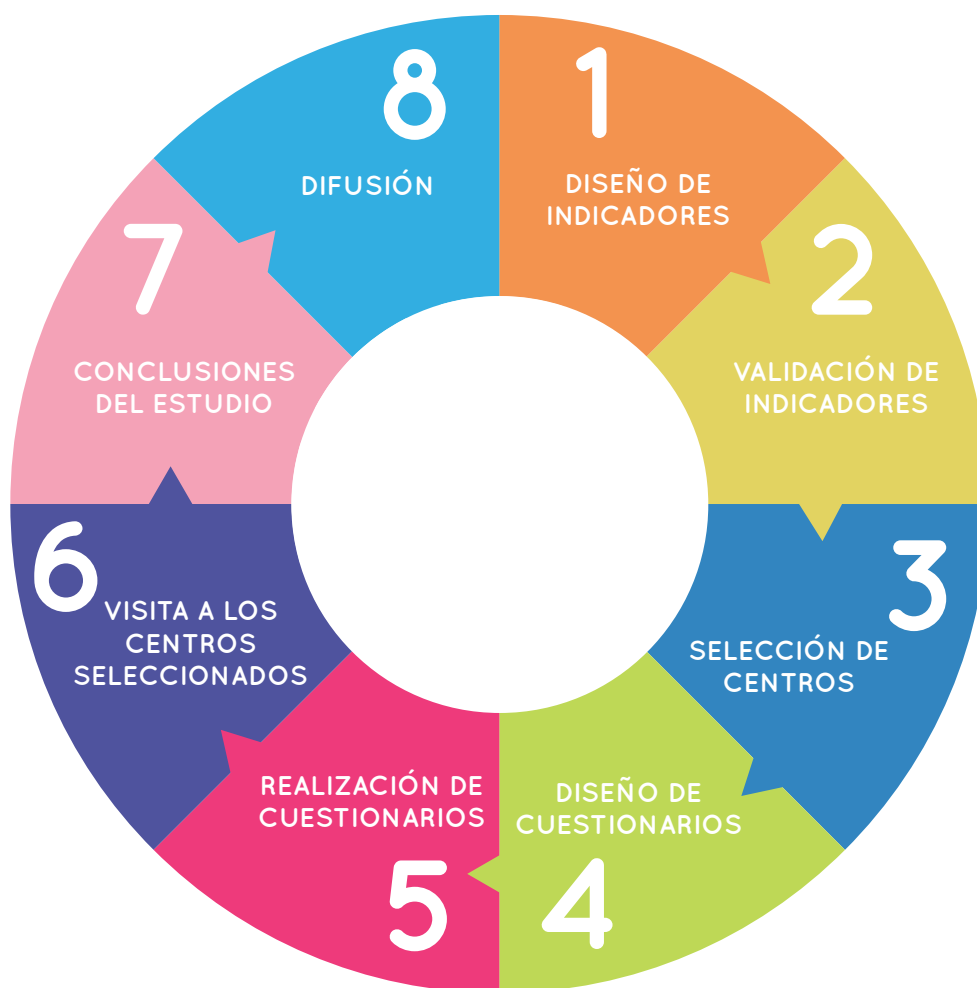 1
DISEÑO DE
INDICADORES
2
VALIDACIÓN DE
INDICADORES
3
SELECCIÓN DE
CENTROS
4
DISEÑO DE
CUESTIONARIOS
5
REALIZACIÓN DE
CUESTIONARIOS
6
VISITA A LOS
CENTROS
SELECCIONADOS
7
CONCLUSIONES
DEL ESTUDIO
8
DIFUSIÓN